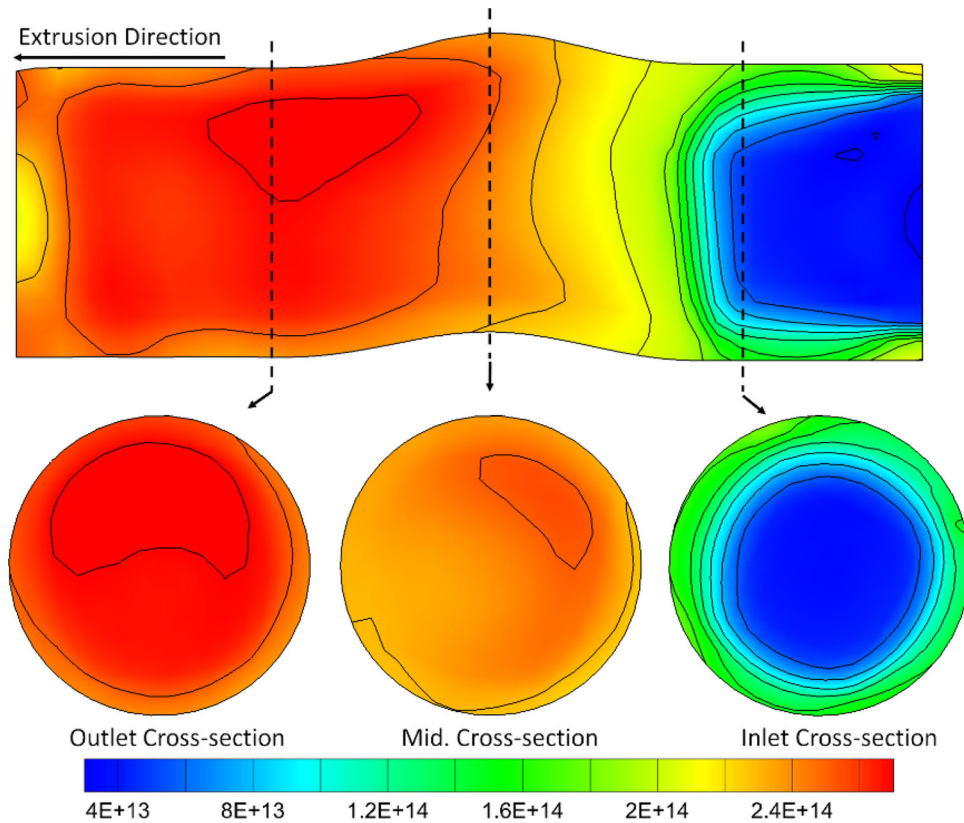 Extrusion Direction
Outlet Cross-section Mid. Cross-section Inlet Cross-section
4E+13 8E+13 1.2E+14 1.6E+14 2E+14 2.4E+14